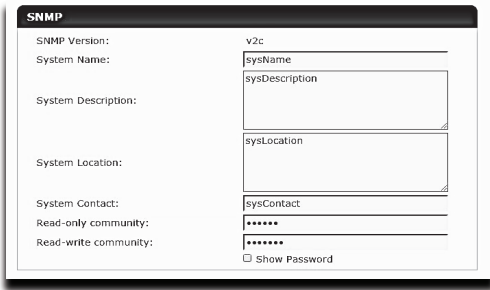 SNMP
SNMP Version: v2c
System Name: sysName
System Description: sysDescription
System Location: sysLocation
System Contact: sysContact
Read-only community: ••••••
Read-write community: •••••••
Show Password